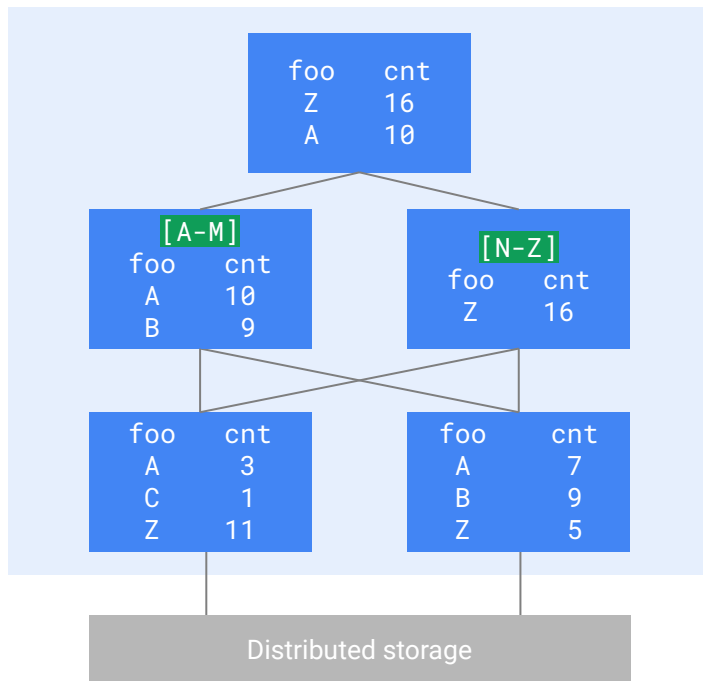 foo cnt
Z 16
A 10
[A-M]
foo cnt
A 10
B 9
[N-Z]
foo cnt
Z 16
foo cnt
A 3
C 1
Z 11
foo cnt
A 7
B 9
Z 5
Distributed storage